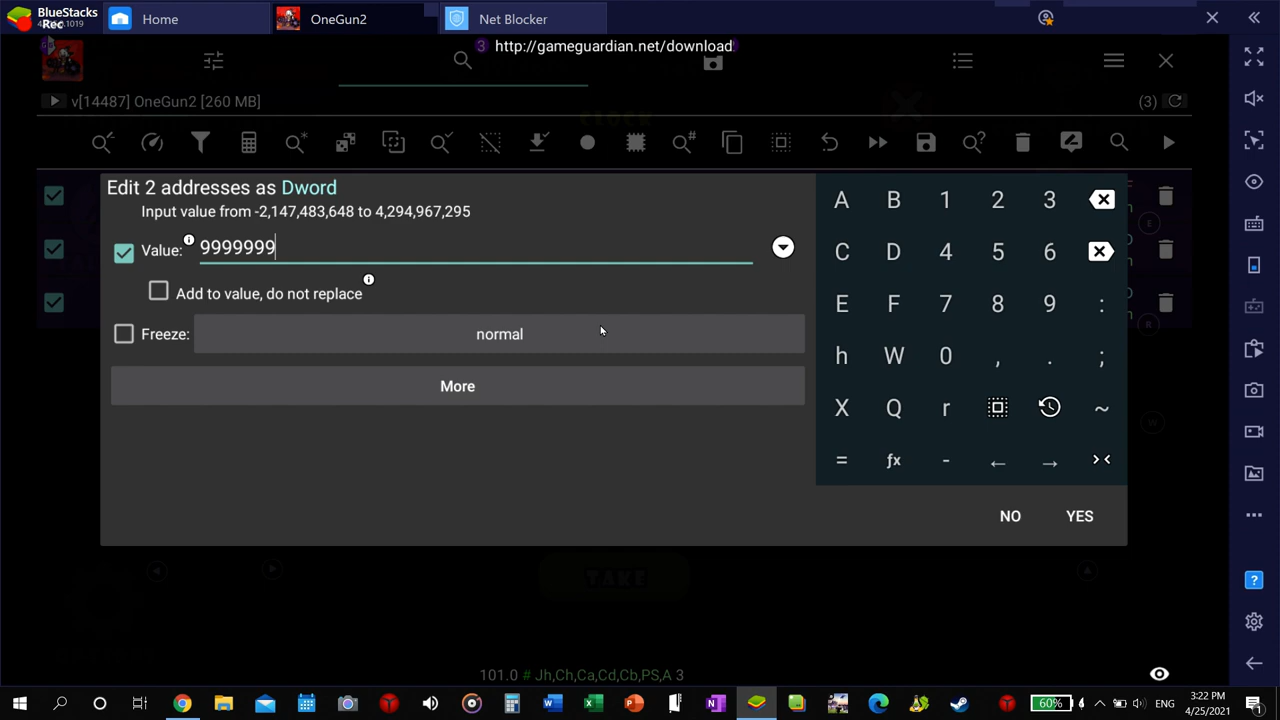 BlueStacks
Rec
Home
OneGun2
Net Blocker
3 http://gameguardian.net/download
v[14487] OneGun2 [260 MB]
(3)
Edit 2 addresses as Dword
Input value from -2,147,483,648 to 4,294,967,295
Value: 9999999
Add to value, do not replace
Freeze: normal
More
A B 1 2 3
C D 4 5 6
E F 7 8 9 :
h W 0 , . ;
X Q r ~
= ƒx - ← → ><
NO YES
TAKE
101.0 # Jh,Ch,Ca,Cd,Cb,PS,A 3
60% ENG 3:22 PM
4/25/2021